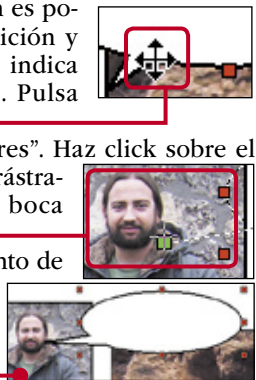 n es po-
ición y
indica
. Pulsa
res”. Haz click sobre el
rástra-
boca
nto de